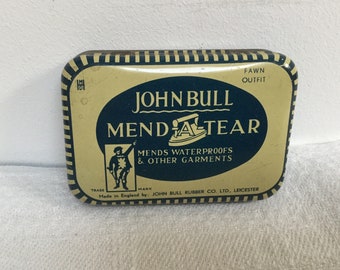 FAWN
OUTFIT
JOHN BULL
MEND-A-TEAR
MENDS WATERPROOFS
& OTHER GARMENTS
TRADE MARK
Made in England by: JOHN BULL RUBBER CO. LTD., LEICESTER